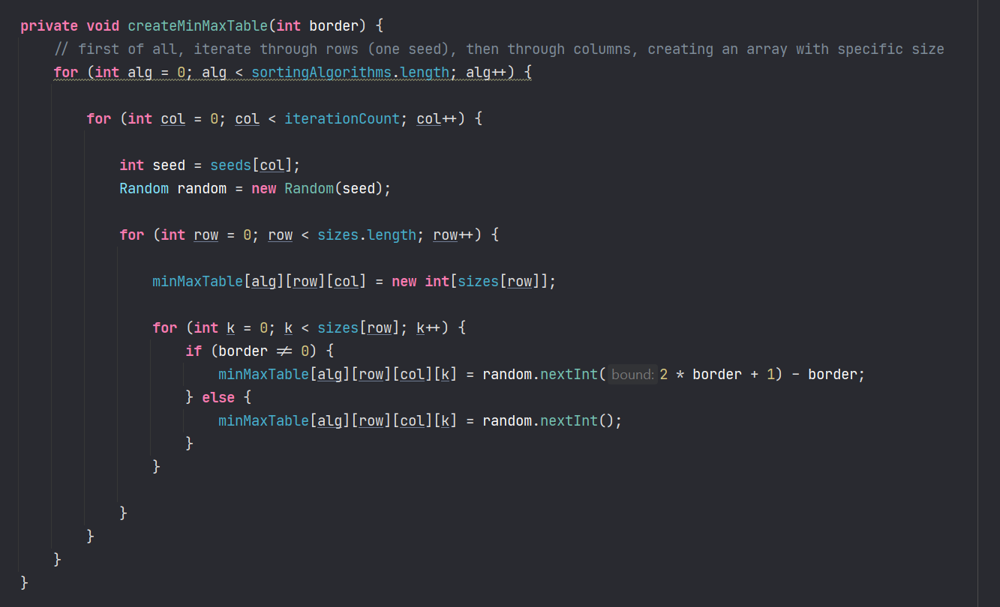 private void createMinMaxTable(int border) {
// first of all, iterate through rows (one seed), then through columns, creating an array with specific size
for (int alg = 0; alg < sortingAlgorithms.length; alg++) {
for (int col = 0; col < iterationCount; col++) {
int seed = seeds[col];
Random random = new Random(seed);
for (int row = 0; row < sizes.length; row++) {
minMaxTable[alg][row][col] = new int[sizes[row]];
for (int k = 0; k < sizes[row]; k++) {
if (border != 0) {
minMaxTable[alg][row][col][k] = random.nextInt( bound: 2 * border + 1) - border;
} else {
minMaxTable[alg][row][col][k] = random.nextInt();
}
}
}
}
}
}